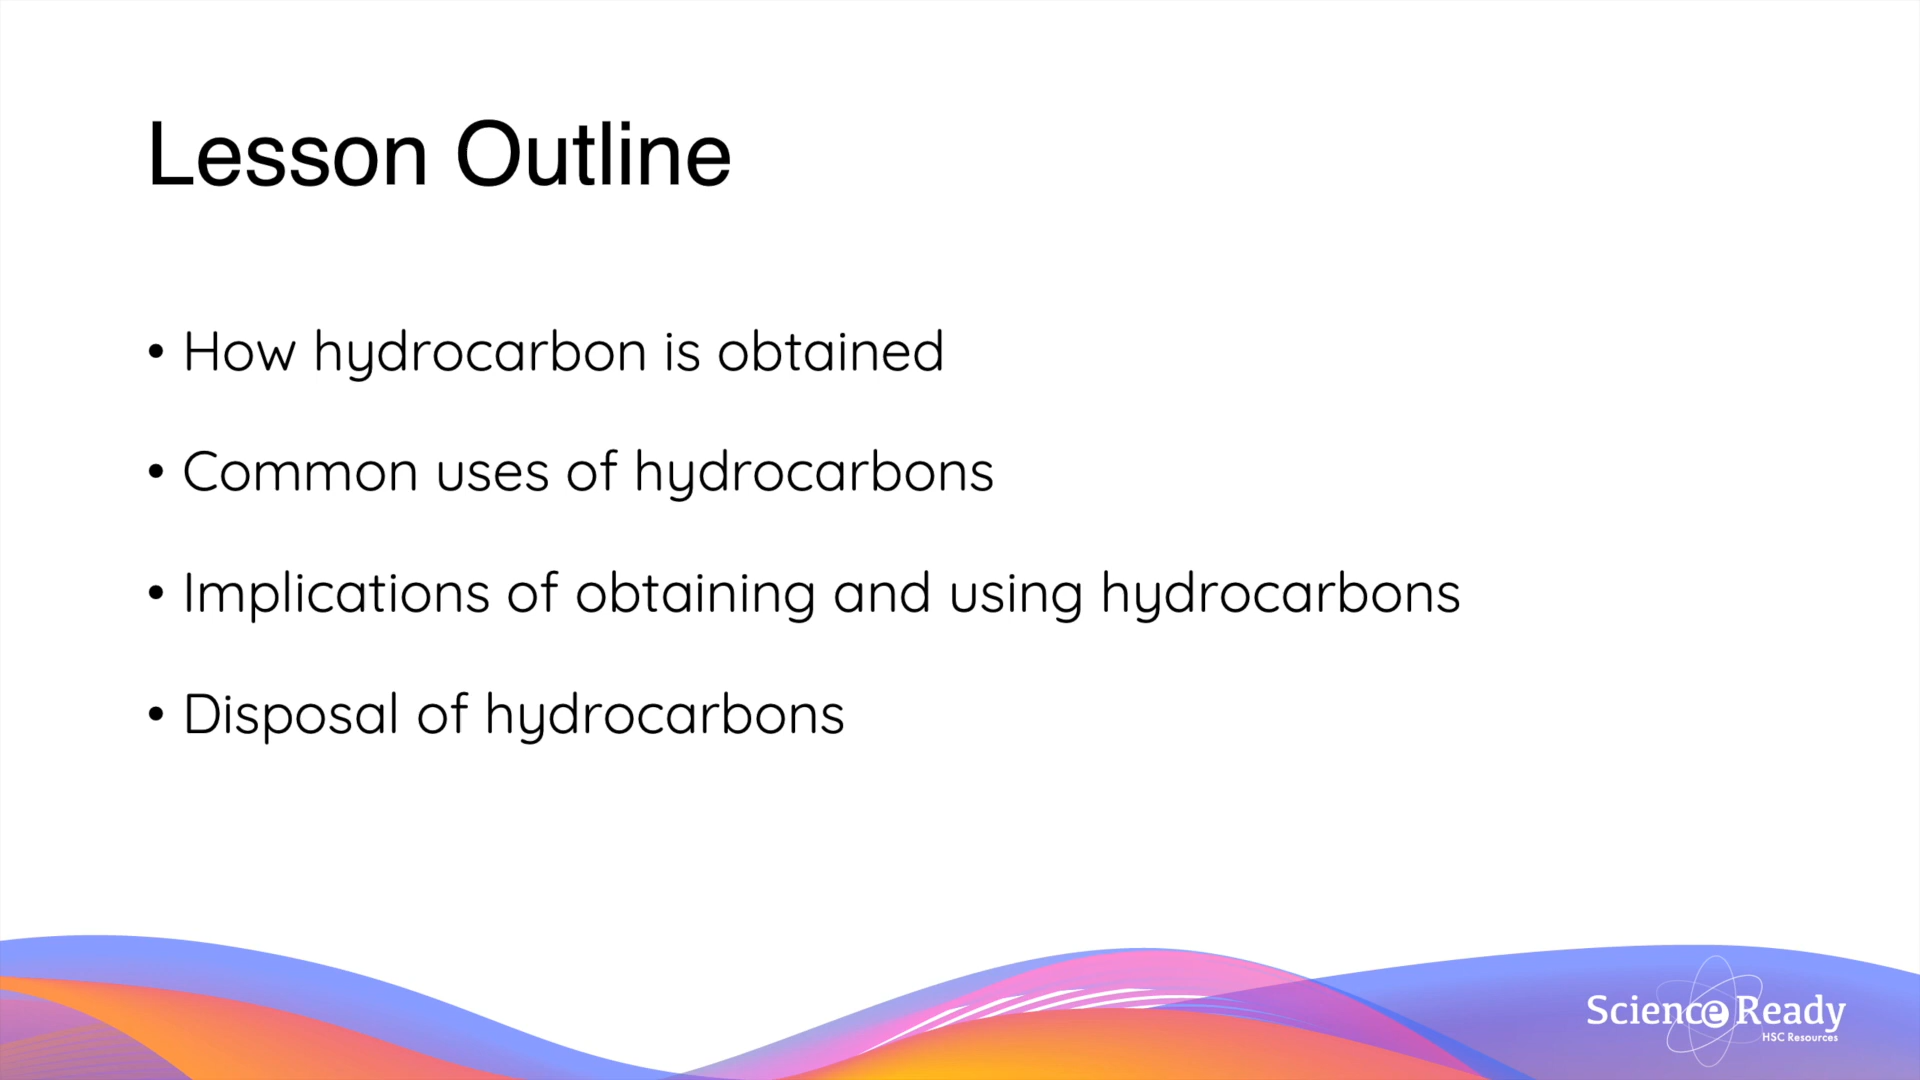 Lesson Outline
• How hydrocarbon is obtained
• Common uses of hydrocarbons
• Implications of obtaining and using hydrocarbons
• Disposal of hydrocarbons
Science Ready
HSC Resources